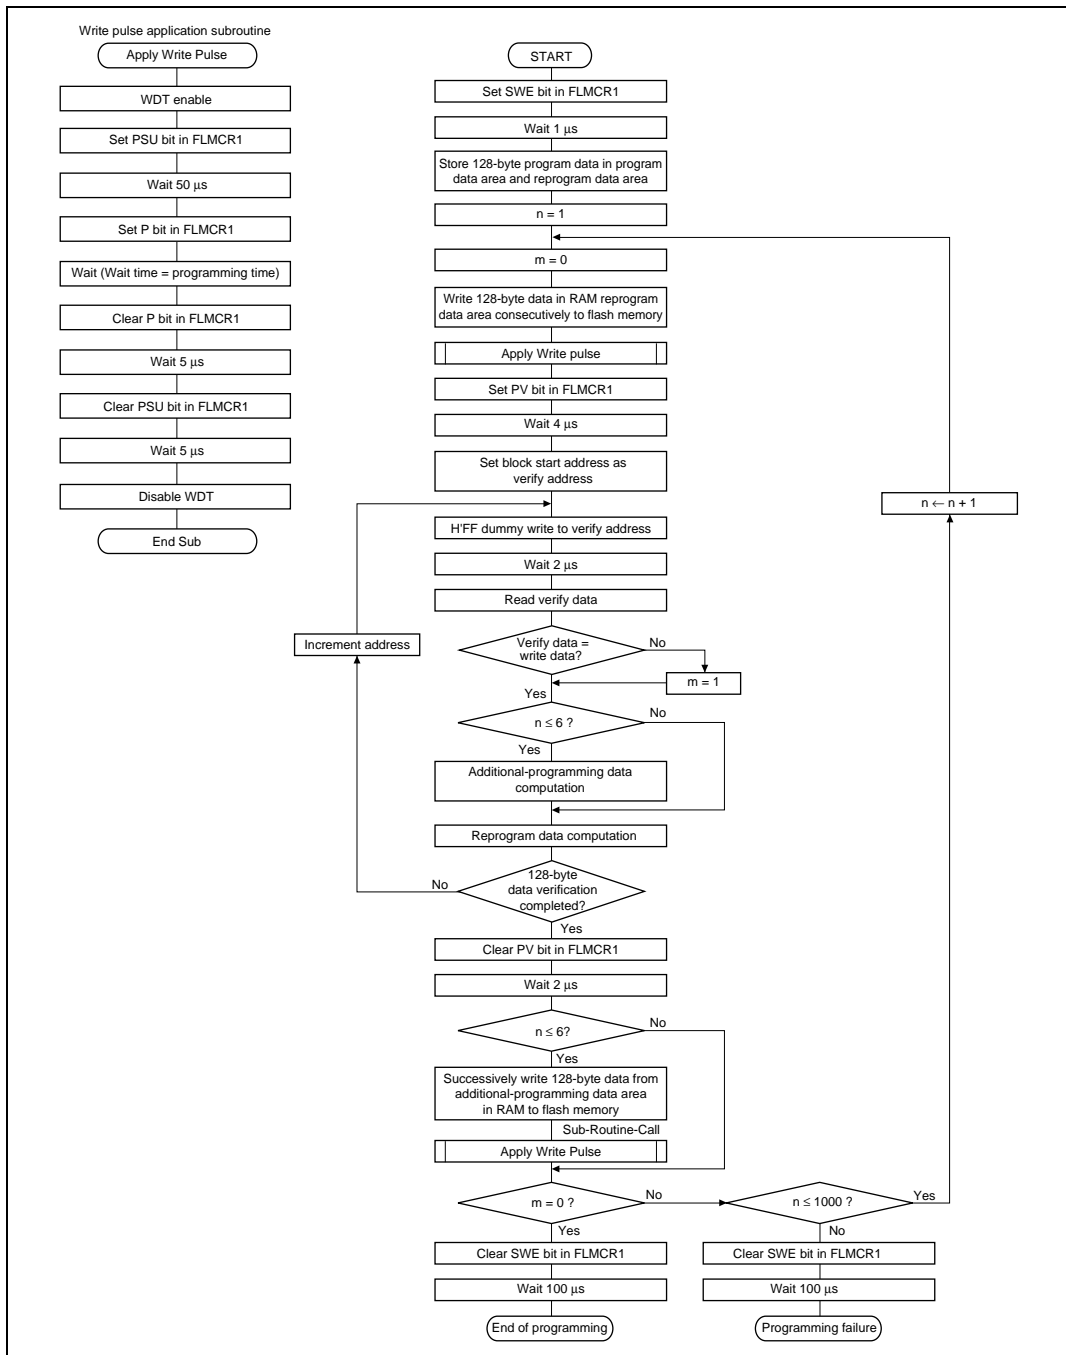 Write pulse application subroutine
Apply Write Pulse
WDT enable
Set PSU bit in FLMCR1
Wait 50 μs
Set P bit in FLMCR1
Wait (Wait time = programming time)
Clear P bit in FLMCR1
Wait 5 μs
Clear PSU bit in FLMCR1
Wait 5 μs
Disable WDT
End Sub
START
Set SWE bit in FLMCR1
Wait 1 μs
Store 128-byte program data in program
data area and reprogram data area
n = 1
m = 0
Write 128-byte data in RAM reprogram
data area consecutively to flash memory
Apply Write pulse
Set PV bit in FLMCR1
Wait 4 μs
Set block start address as
verify address
n ← n + 1
H'FF dummy write to verify address
Wait 2 μs
Read verify data
Increment address
Verify data =
write data?
No
m = 1
Yes
n ≤ 6 ?
No
Yes
Additional-programming data
computation
Reprogram data computation
128-byte
data verification
completed?
No
Yes
Clear PV bit in FLMCR1
Wait 2 μs
n ≤ 6?
No
Yes
Successively write 128-byte data from
additional-programming data area
in RAM to flash memory
Sub-Routine-Call
Apply Write Pulse
m = 0 ?
No
n ≤ 1000 ?
Yes
Yes
No
Clear SWE bit in FLMCR1
Clear SWE bit in FLMCR1
Wait 100 μs
Wait 100 μs
End of programming
Programming failure